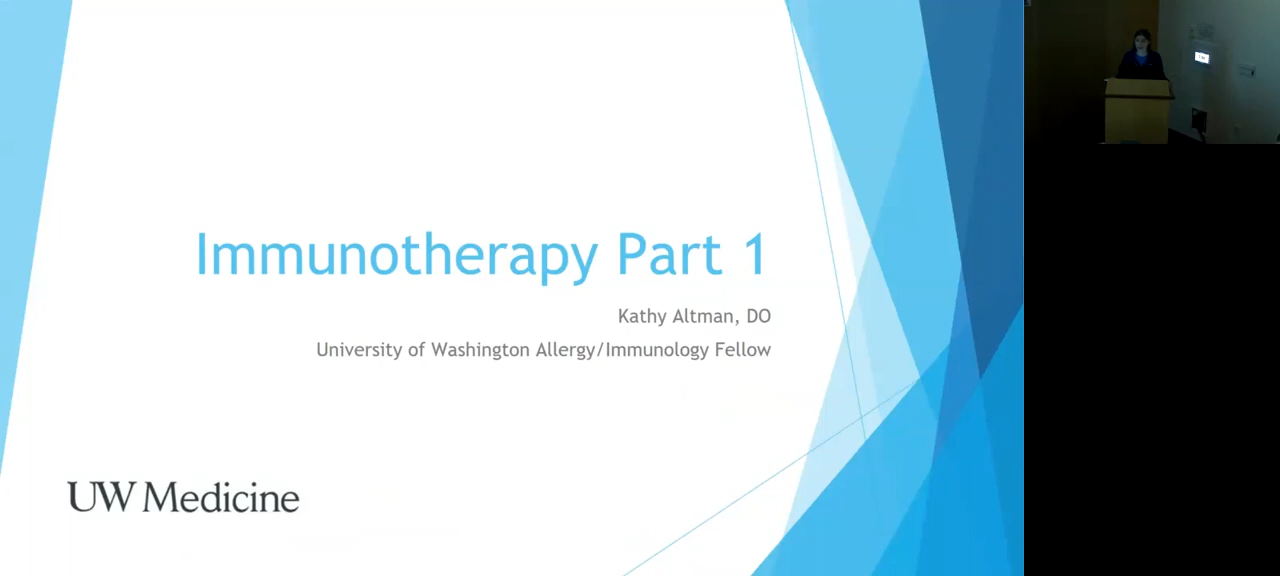 Immunotherapy Part 1
Kathy Altman, DO
University of Washington Allergy/Immunology Fellow
UW Medicine